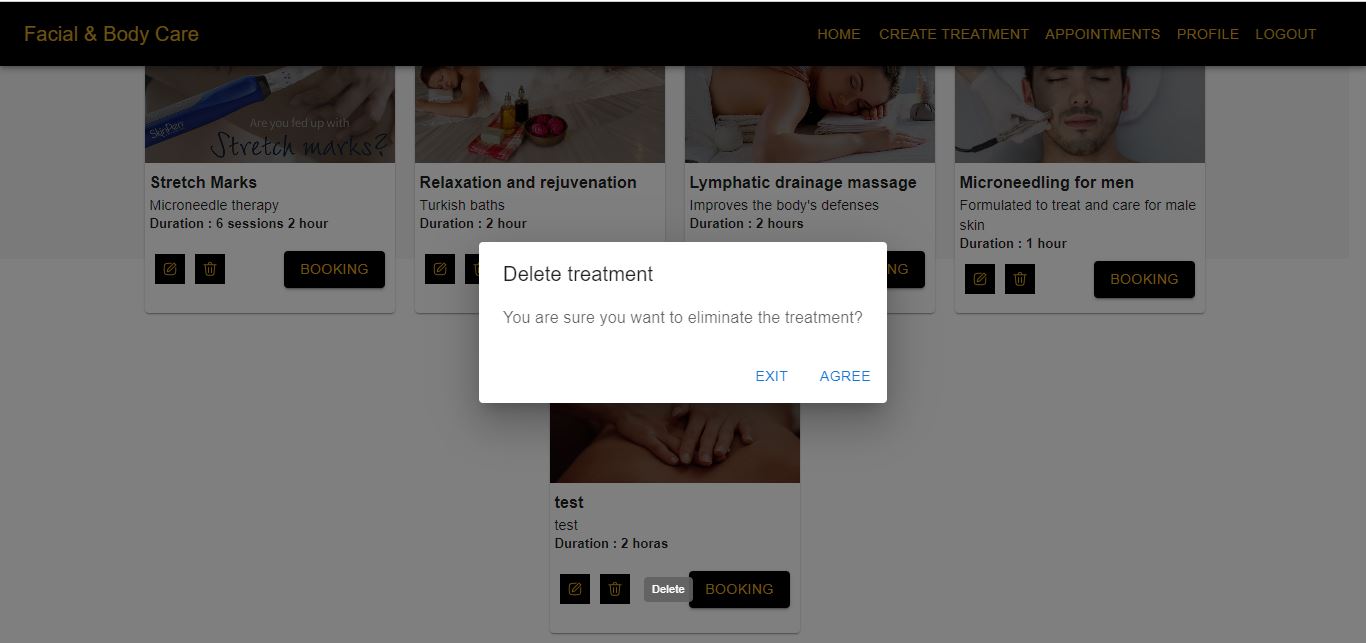 Facial & Body Care
HOME CREATE TREATMENT APPOINTMENTS PROFILE LOGOUT
SkinPen
Are you fed up with
Stretch marks?
Stretch Marks
Microneedle therapy
Duration : 6 sessions 2 hour
BOOKING
Relaxation and rejuvenation
Turkish baths
Duration : 2 hour
Lymphatic drainage massage
Improves the body's defenses
Duration : 2 hours
NG
Microneedling for men
Formulated to treat and care for male
skin
Duration : 1 hour
BOOKING
Delete treatment
You are sure you want to eliminate the treatment?
EXIT AGREE
test
test
Duration : 2 horas
Delete
BOOKING